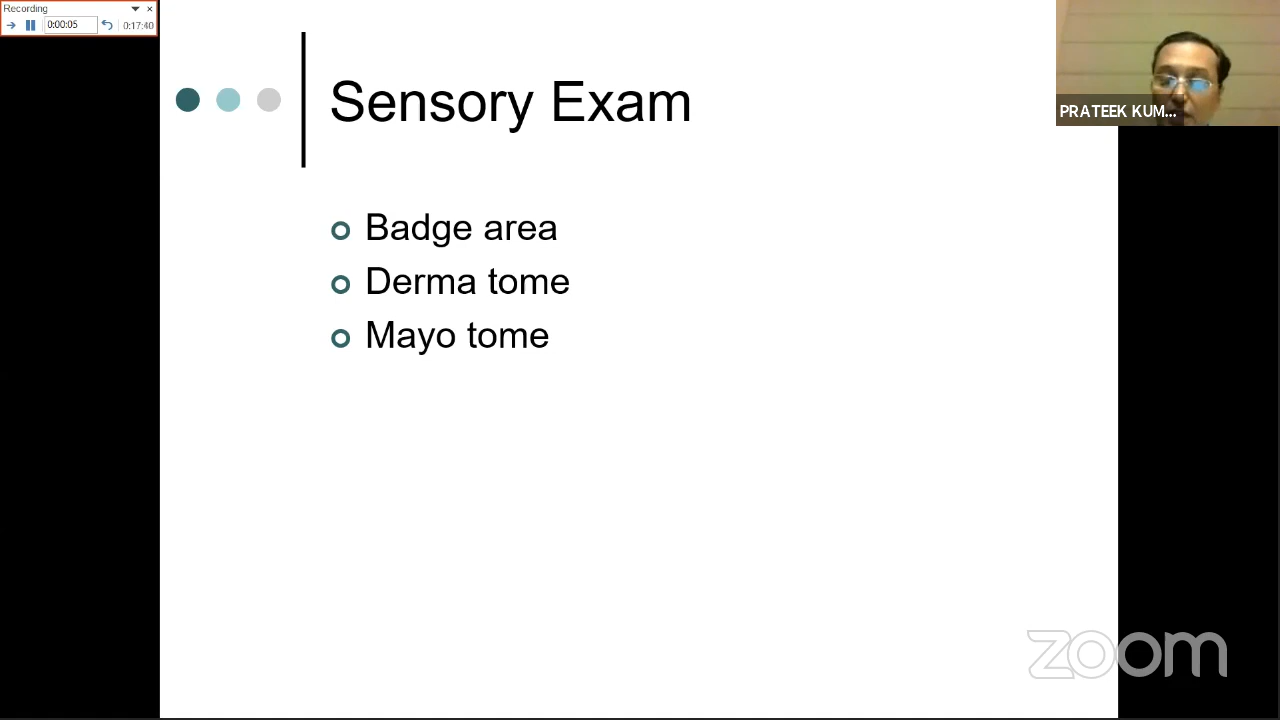 Recording
0:00:05
0:17:40
Sensory Exam
PRATEEK KUM...
Badge area
Derma tome
Mayo tome
zoom